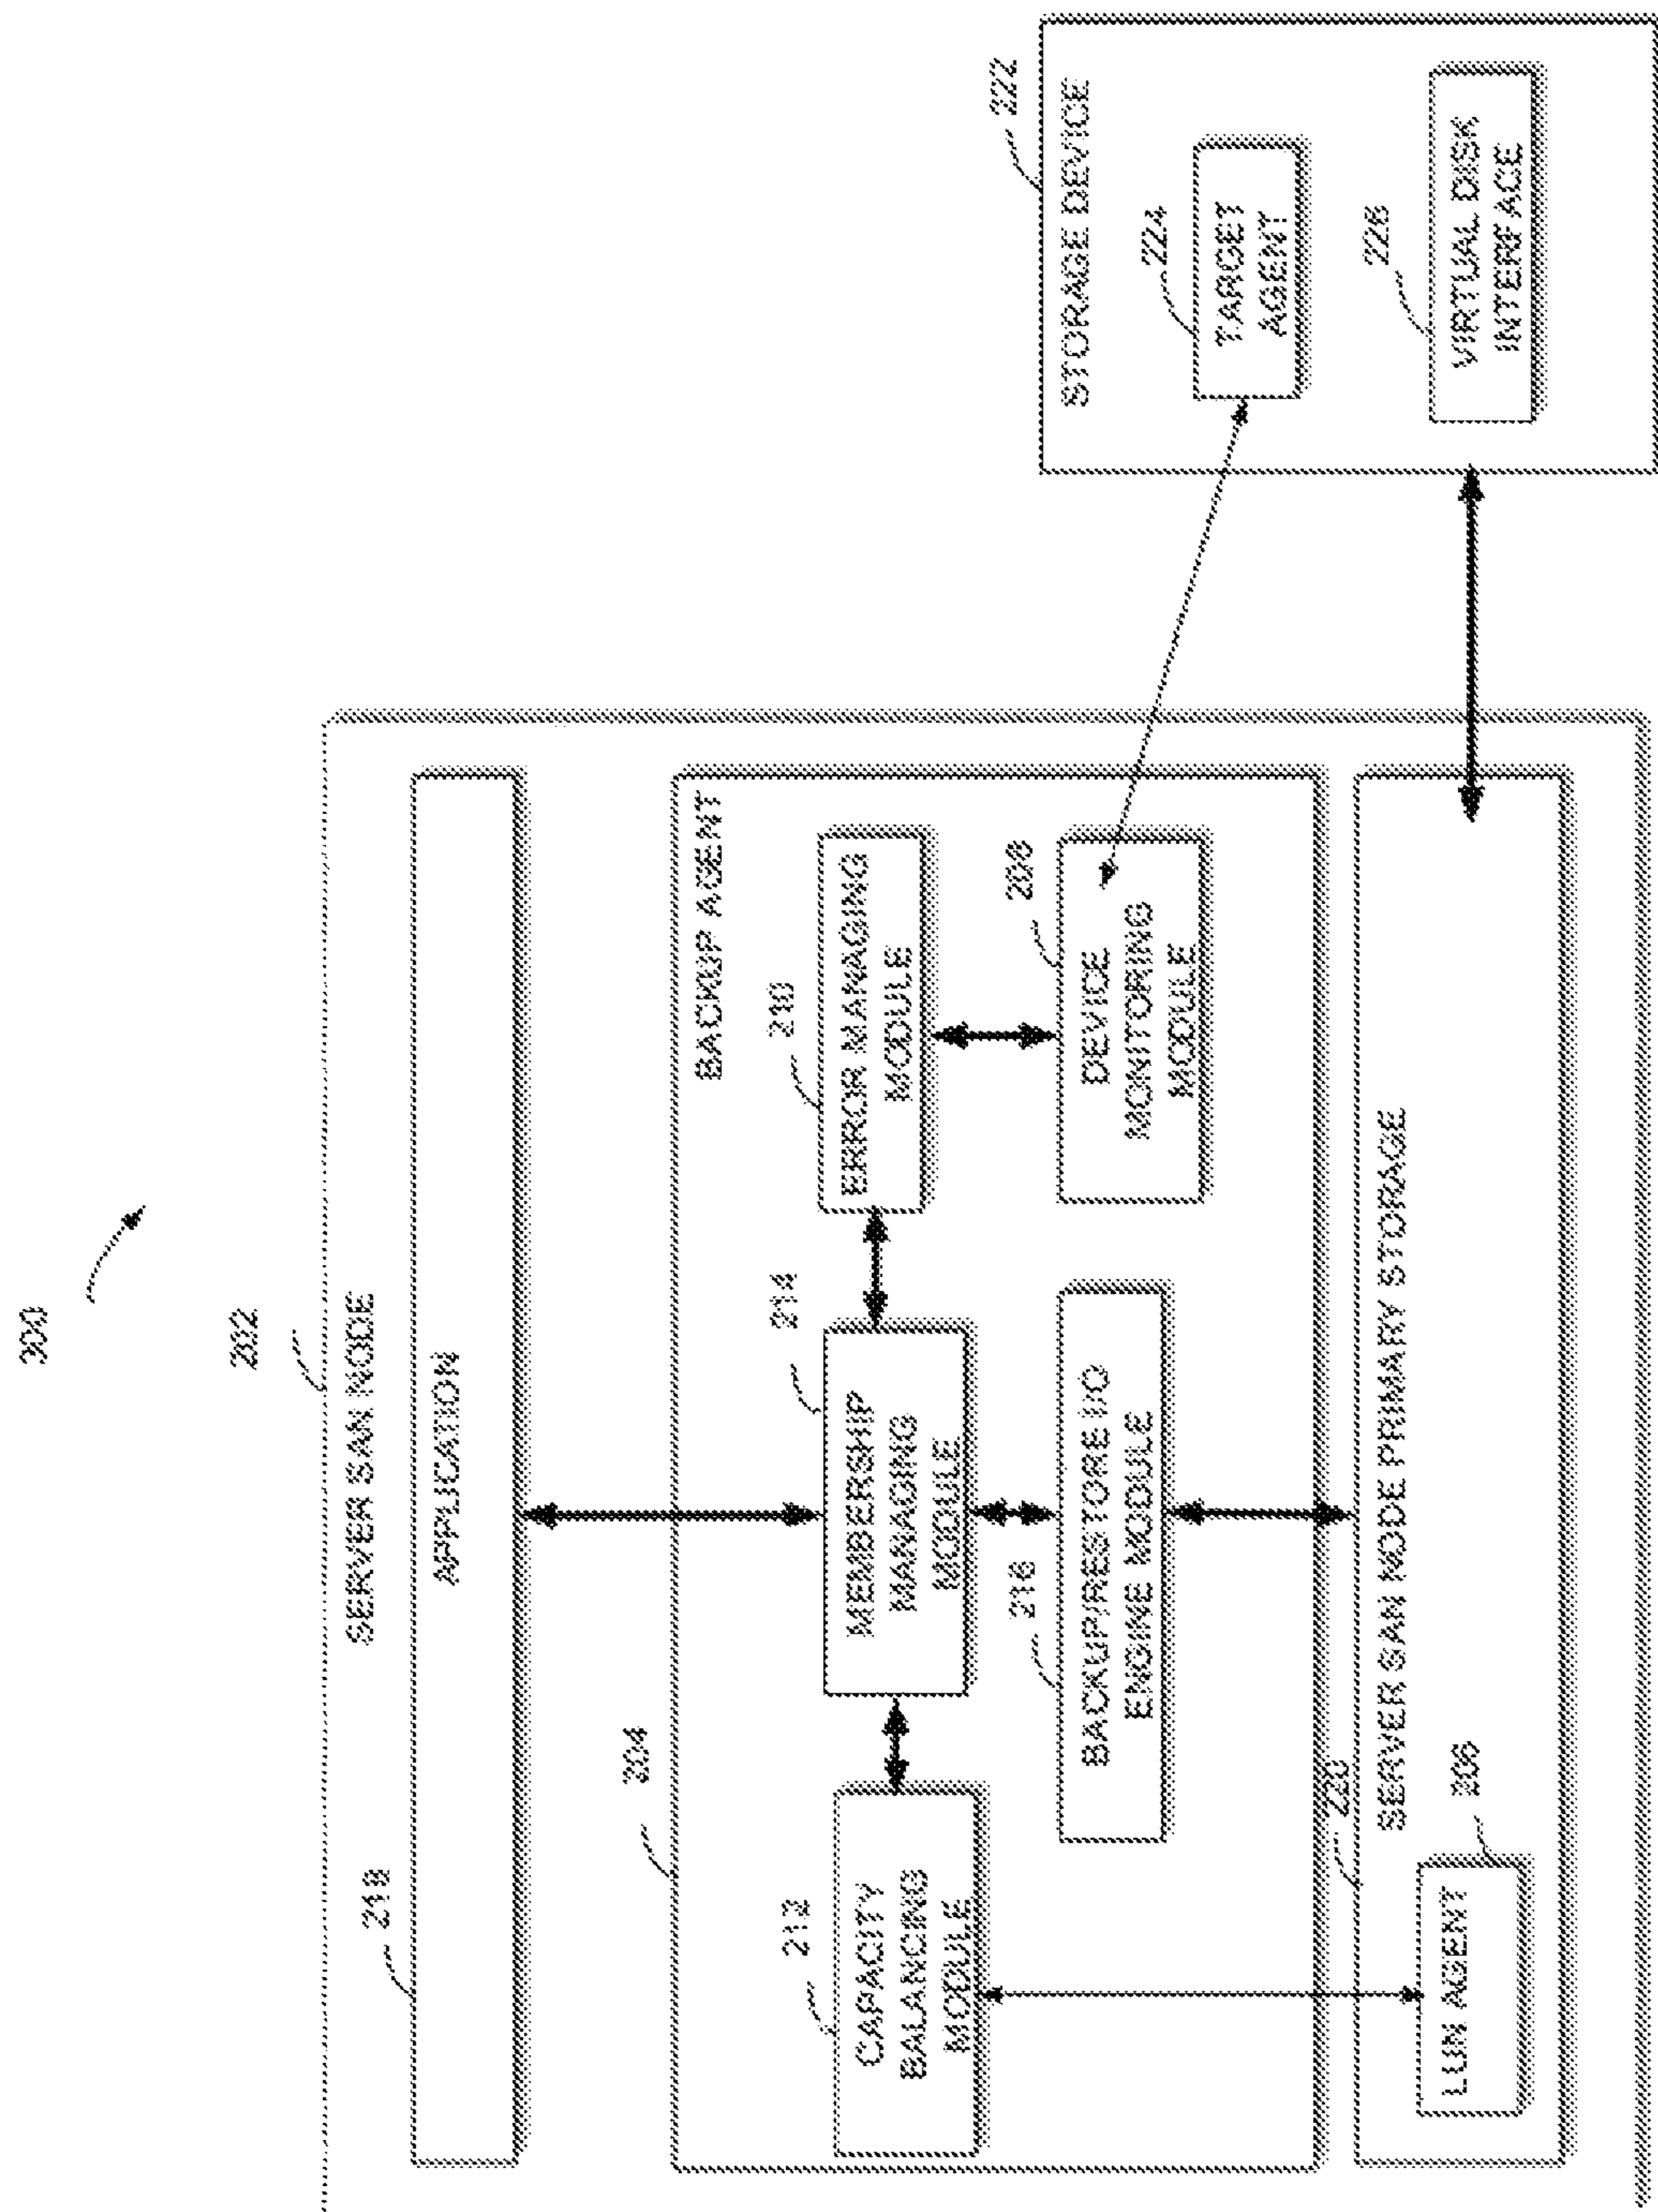 300
202
SERVER SAN NODE
218
APPLICATION
204
BACKUP AGENT
212
CAPACITY
BALANCING
MODULE
214
MEMBERSHIP
MANAGING
MODULE
210
ERROR MANAGING
MODULE
216
BACKUP/RESTORE I/O
ENGINE MODULE
208
DEVICE
MONITORING
MODULE
220
SERVER SAN NODE PRIMARY STORAGE
206
LUN AGENT
222
STORAGE DEVICE
224
TARGET
AGENT
226
VIRTUAL DISK
INTERFACE